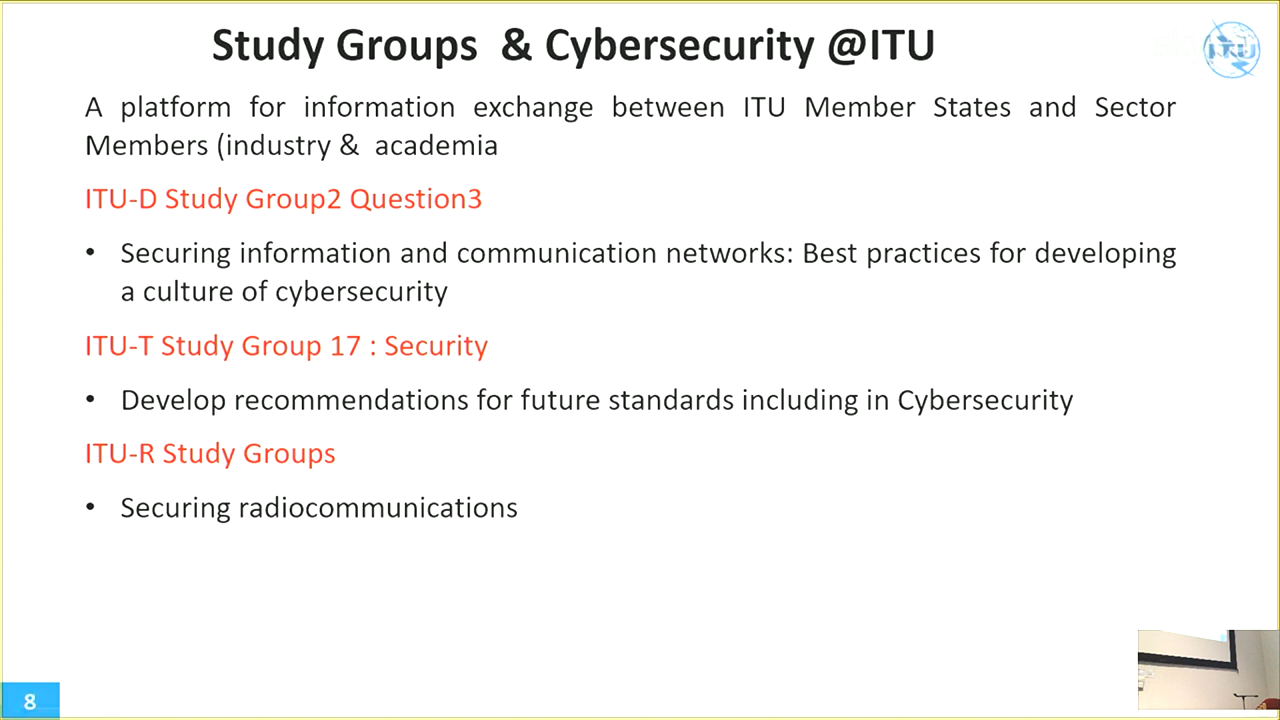 Study Groups & Cybersecurity @ITU
ITU
A platform for information exchange between ITU Member States and Sector
Members (industry & academia
ITU-D Study Group2 Question3
• Securing information and communication networks: Best practices for developing
a culture of cybersecurity
ITU-T Study Group 17 : Security
• Develop recommendations for future standards including in Cybersecurity
ITU-R Study Groups
• Securing radiocommunications
8